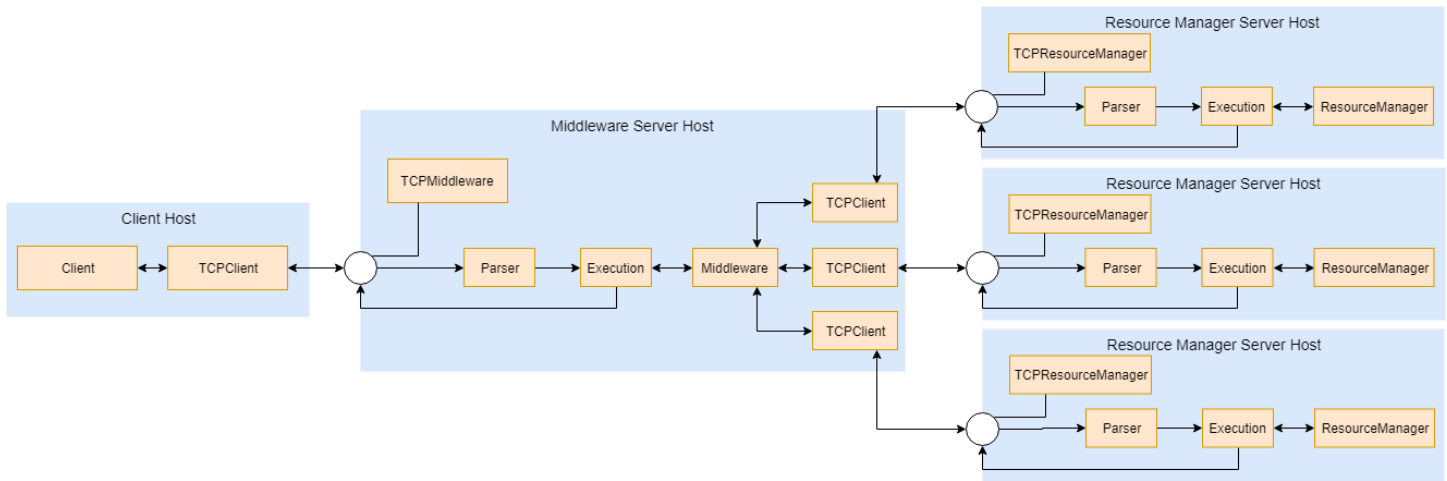 Client Host
Client
TCPClient
Middleware Server Host
TCPMiddleware
Parser
Execution
Middleware
TCPClient
TCPClient
TCPClient
Resource Manager Server Host
TCPResourceManager
Parser
Execution
ResourceManager
Resource Manager Server Host
TCPResourceManager
Parser
Execution
ResourceManager
Resource Manager Server Host
TCPResourceManager
Parser
Execution
ResourceManager